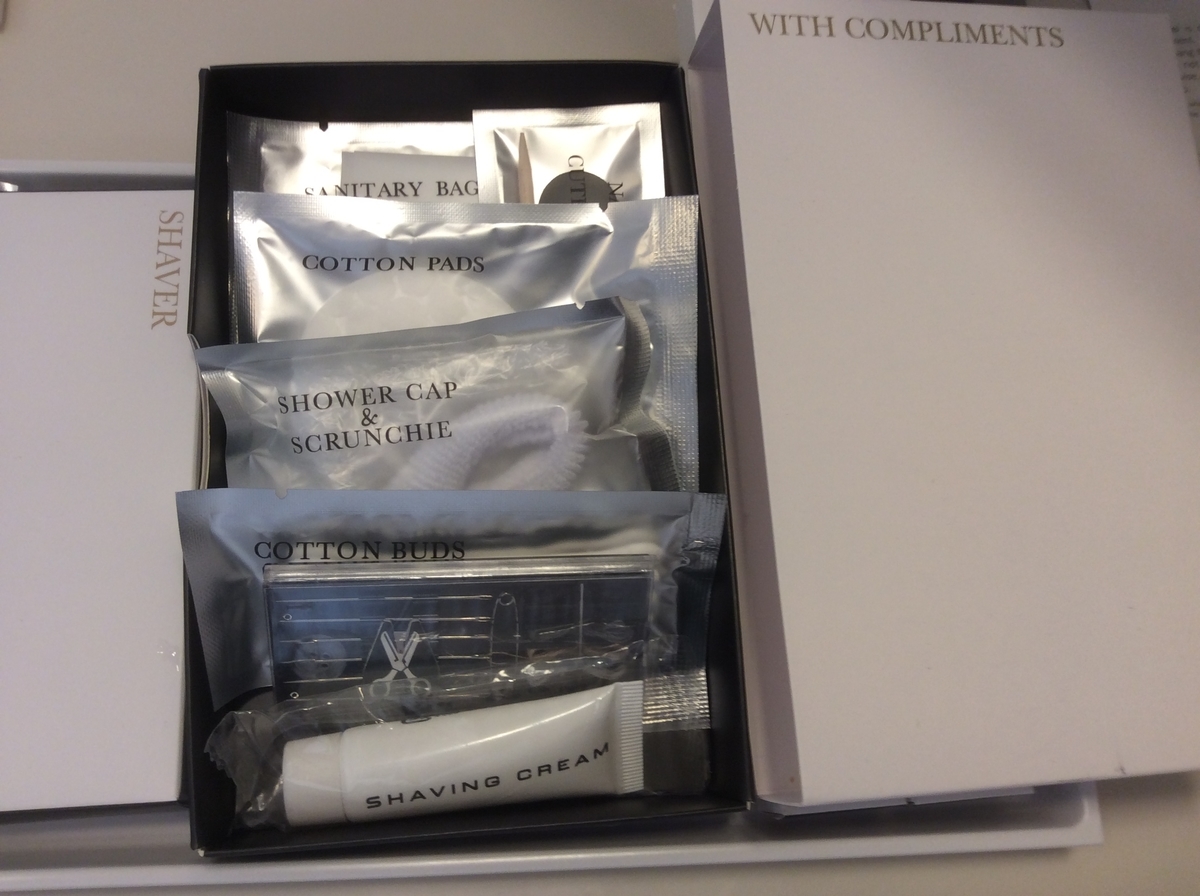 WITH COMPLIMENTS
SHAVER
SANITARY BAG
COTTON PADS
SHOWER CAP
&
SCRUNCHIE
COTTON BUDS
SHAVING CREAM